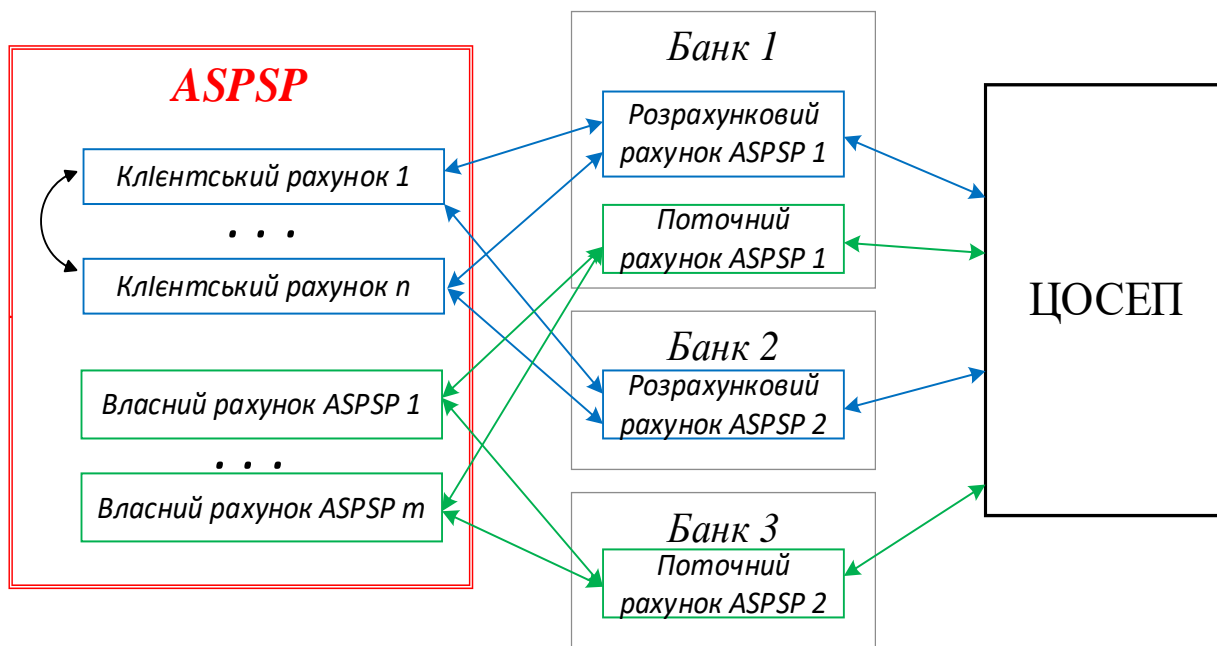 ASPSP
КлІєнтський рахунок 1
. . .
КлІєнтський рахунок n
Власний рахунок ASPSP 1
. . .
Власний рахунок ASPSP m
Банк 1
Розрахунковий
рахунок ASPSP 1
Поточний
рахунок ASPSP 1
Банк 2
Розрахунковий
рахунок ASPSP 2
Банк 3
Поточний
рахунок ASPSP 2
ЦОСЕП